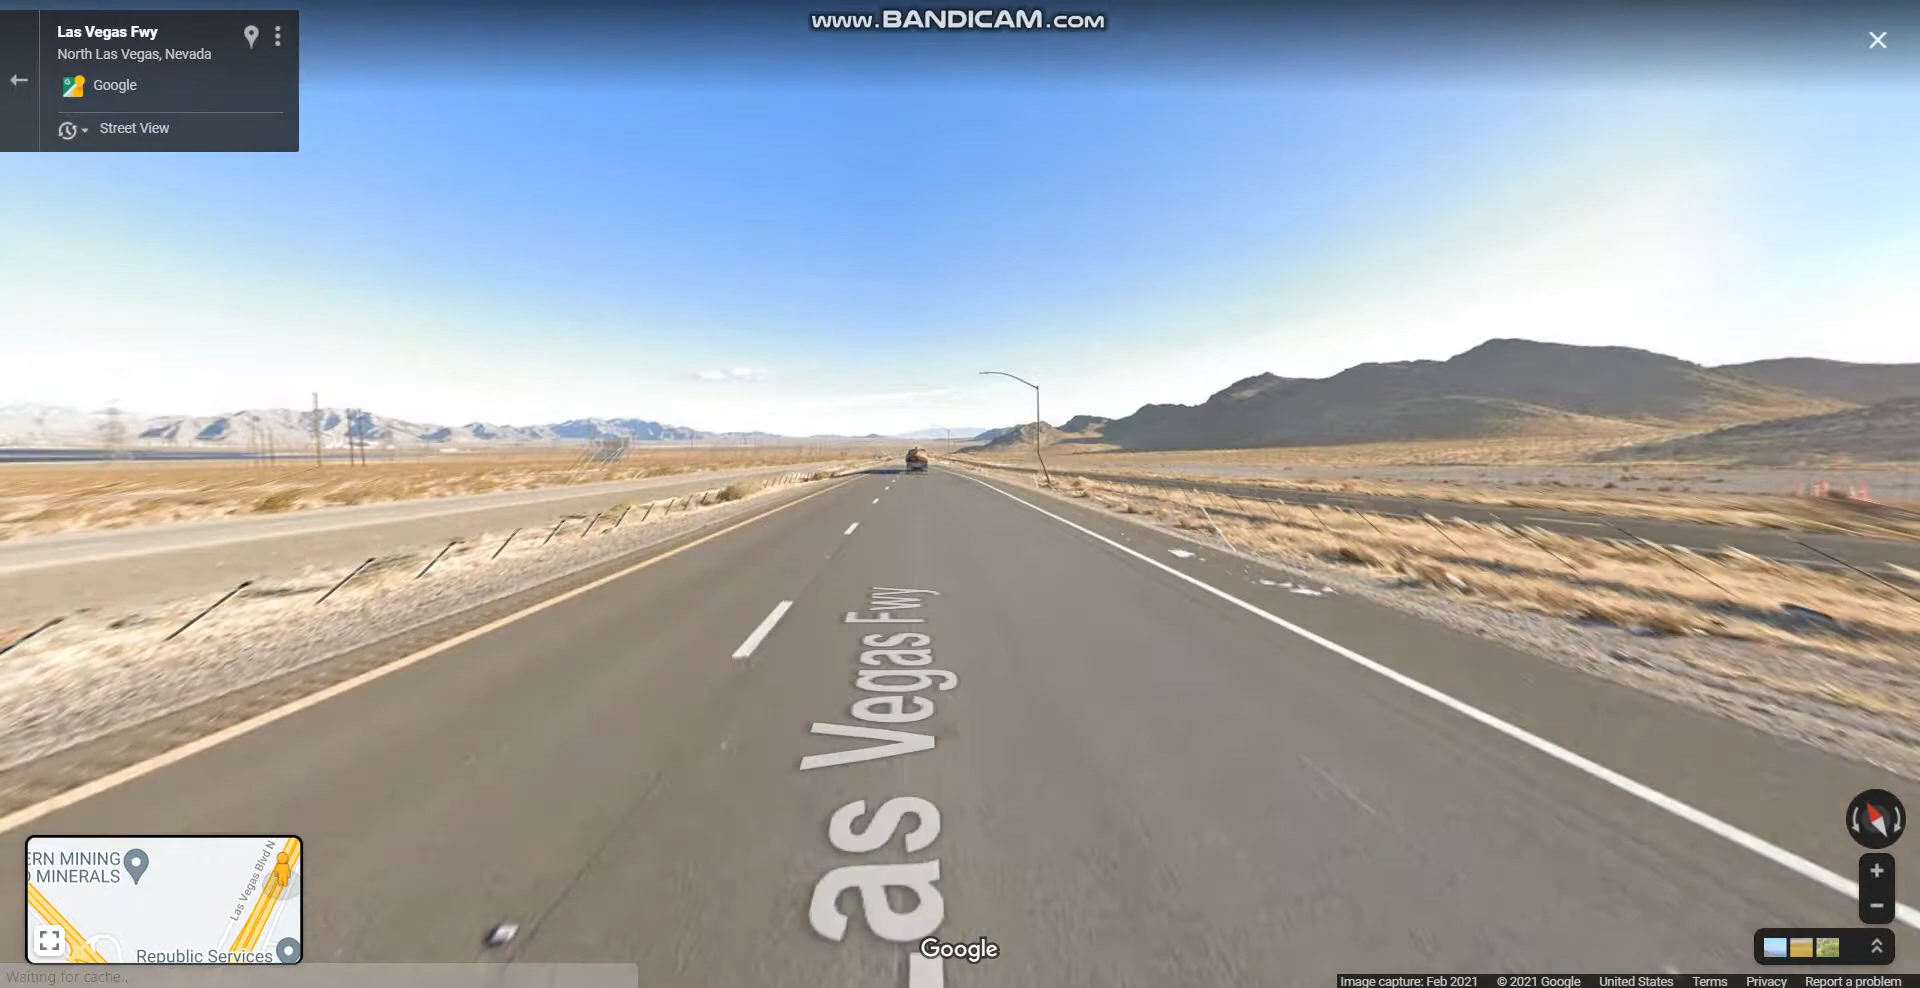 www.BANDICAM.com
Las Vegas Fwy
North Las Vegas, Nevada
Google
Street View
as Vegas Fwy
ERN MINING
D MINERALS
Las Vegas Blvd N
Republic Services
Google
Waiting for cache..
Image capture: Feb 2021 © 2021 Google United States Terms Privacy Report a problem